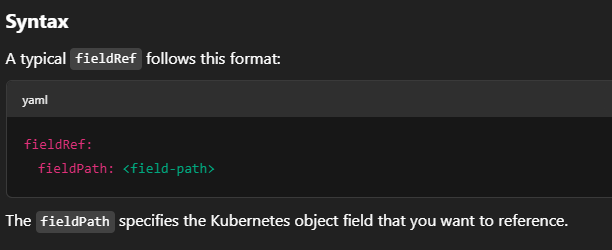 Syntax
A typical fieldRef follows this format:
yaml
fieldRef:
  fieldPath: <field-path>
The fieldPath specifies the Kubernetes object field that you want to reference.